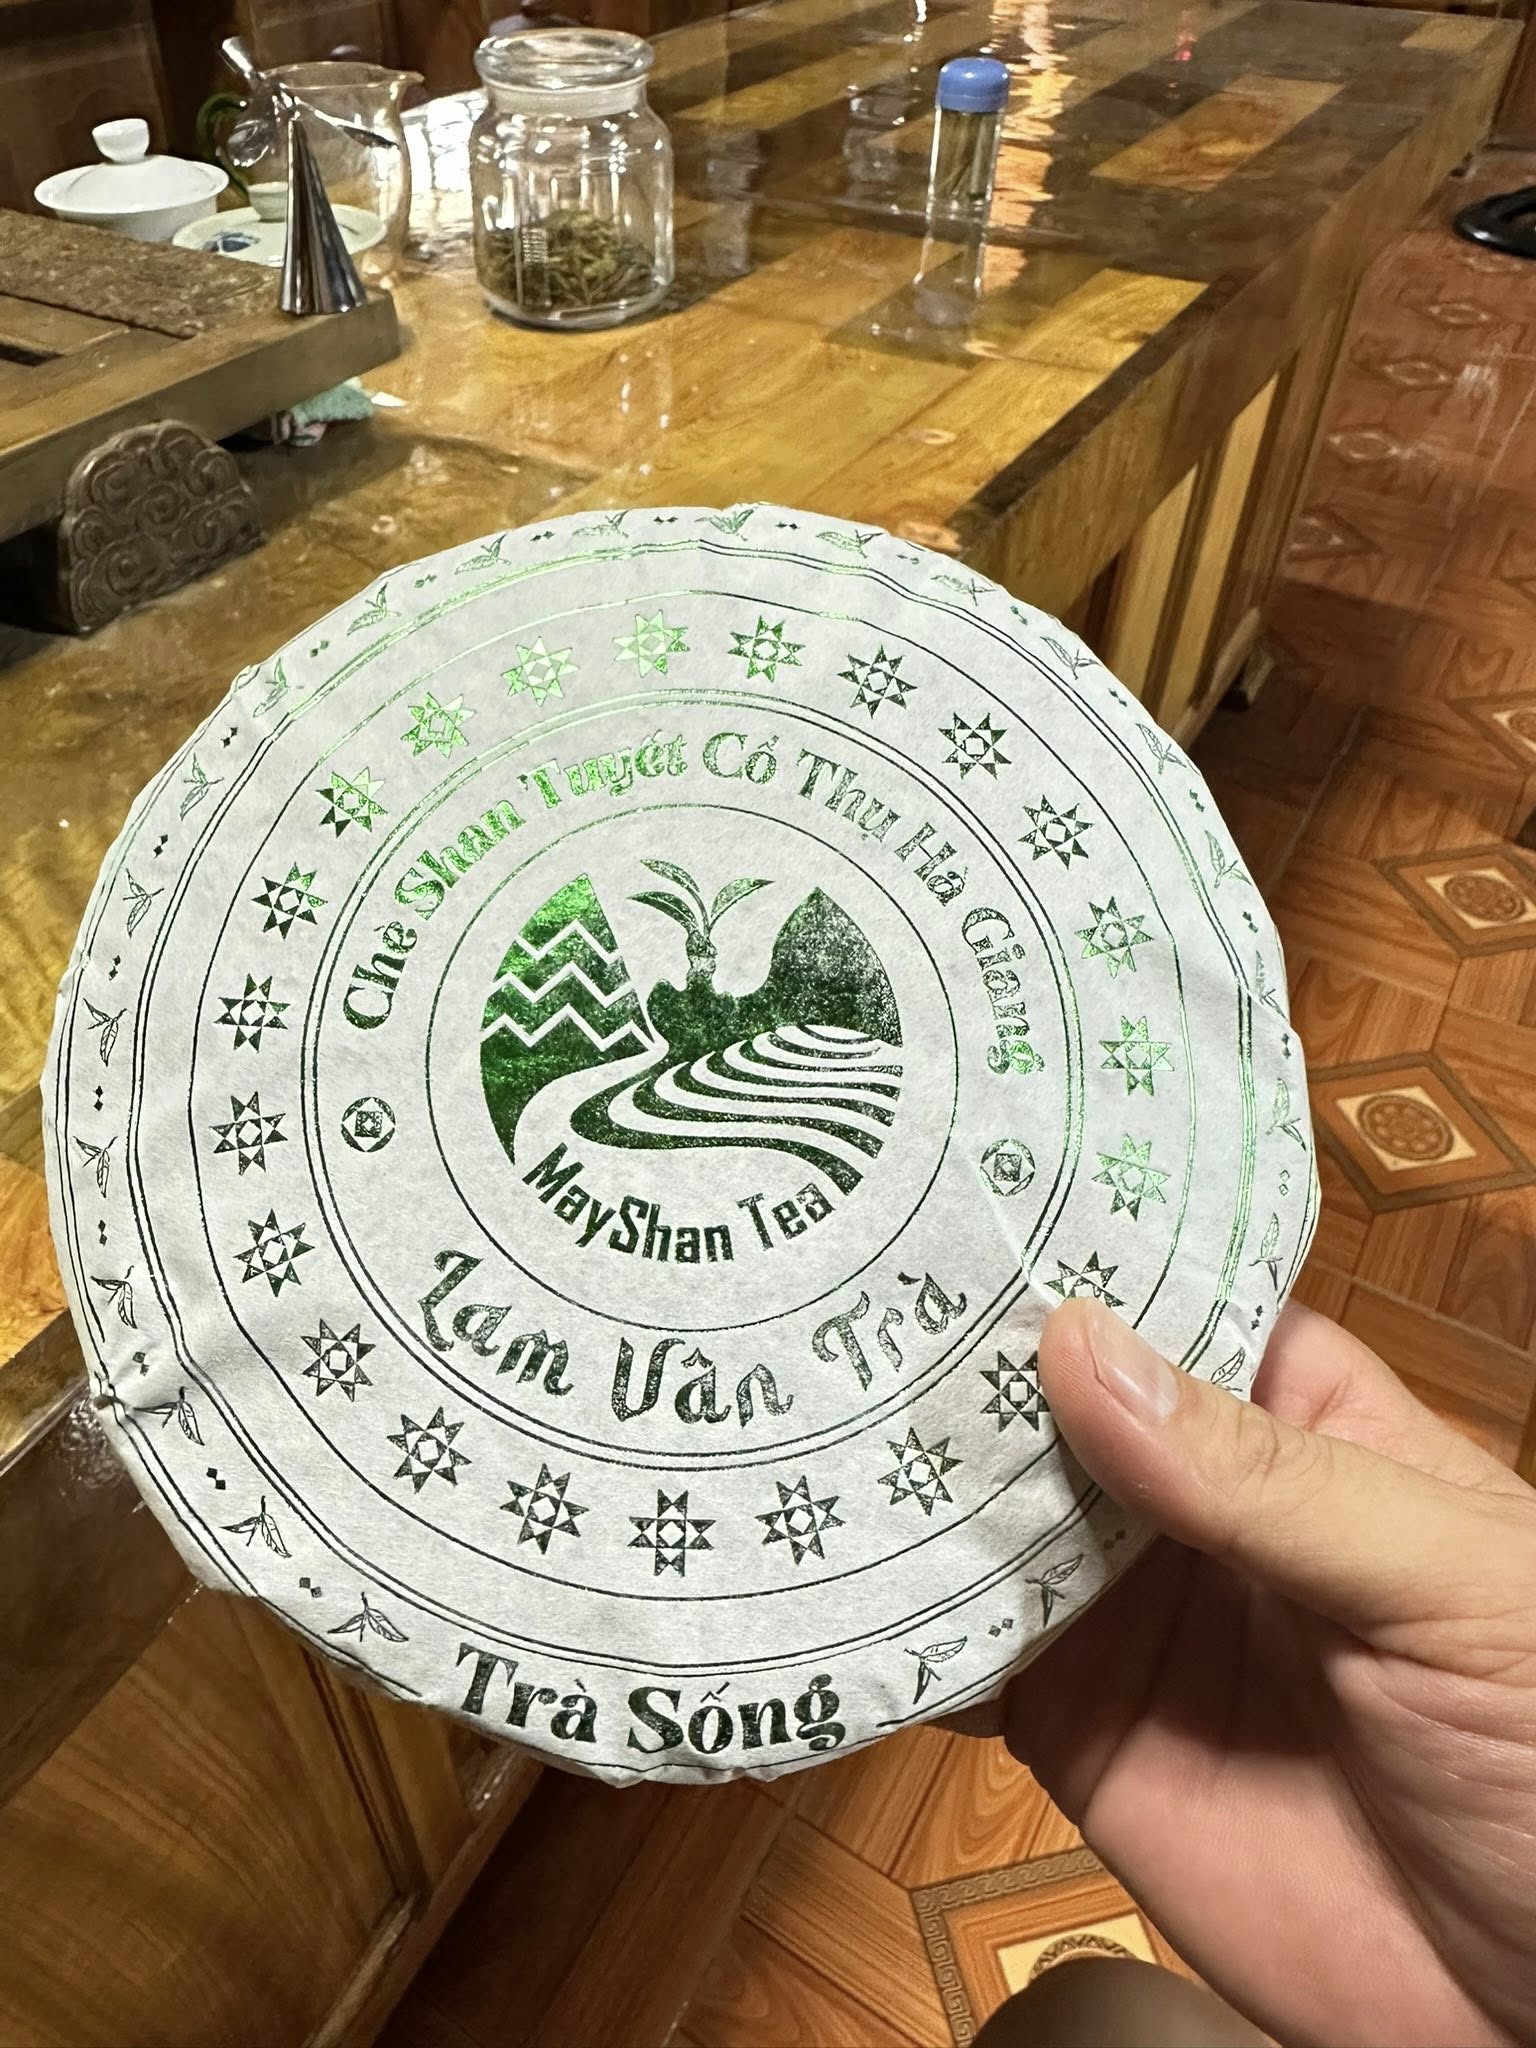 Chè Shan Tuyết Cổ Thụ Hà Giang
MayShan Tea
Lam Vân Trà
Trà Sống